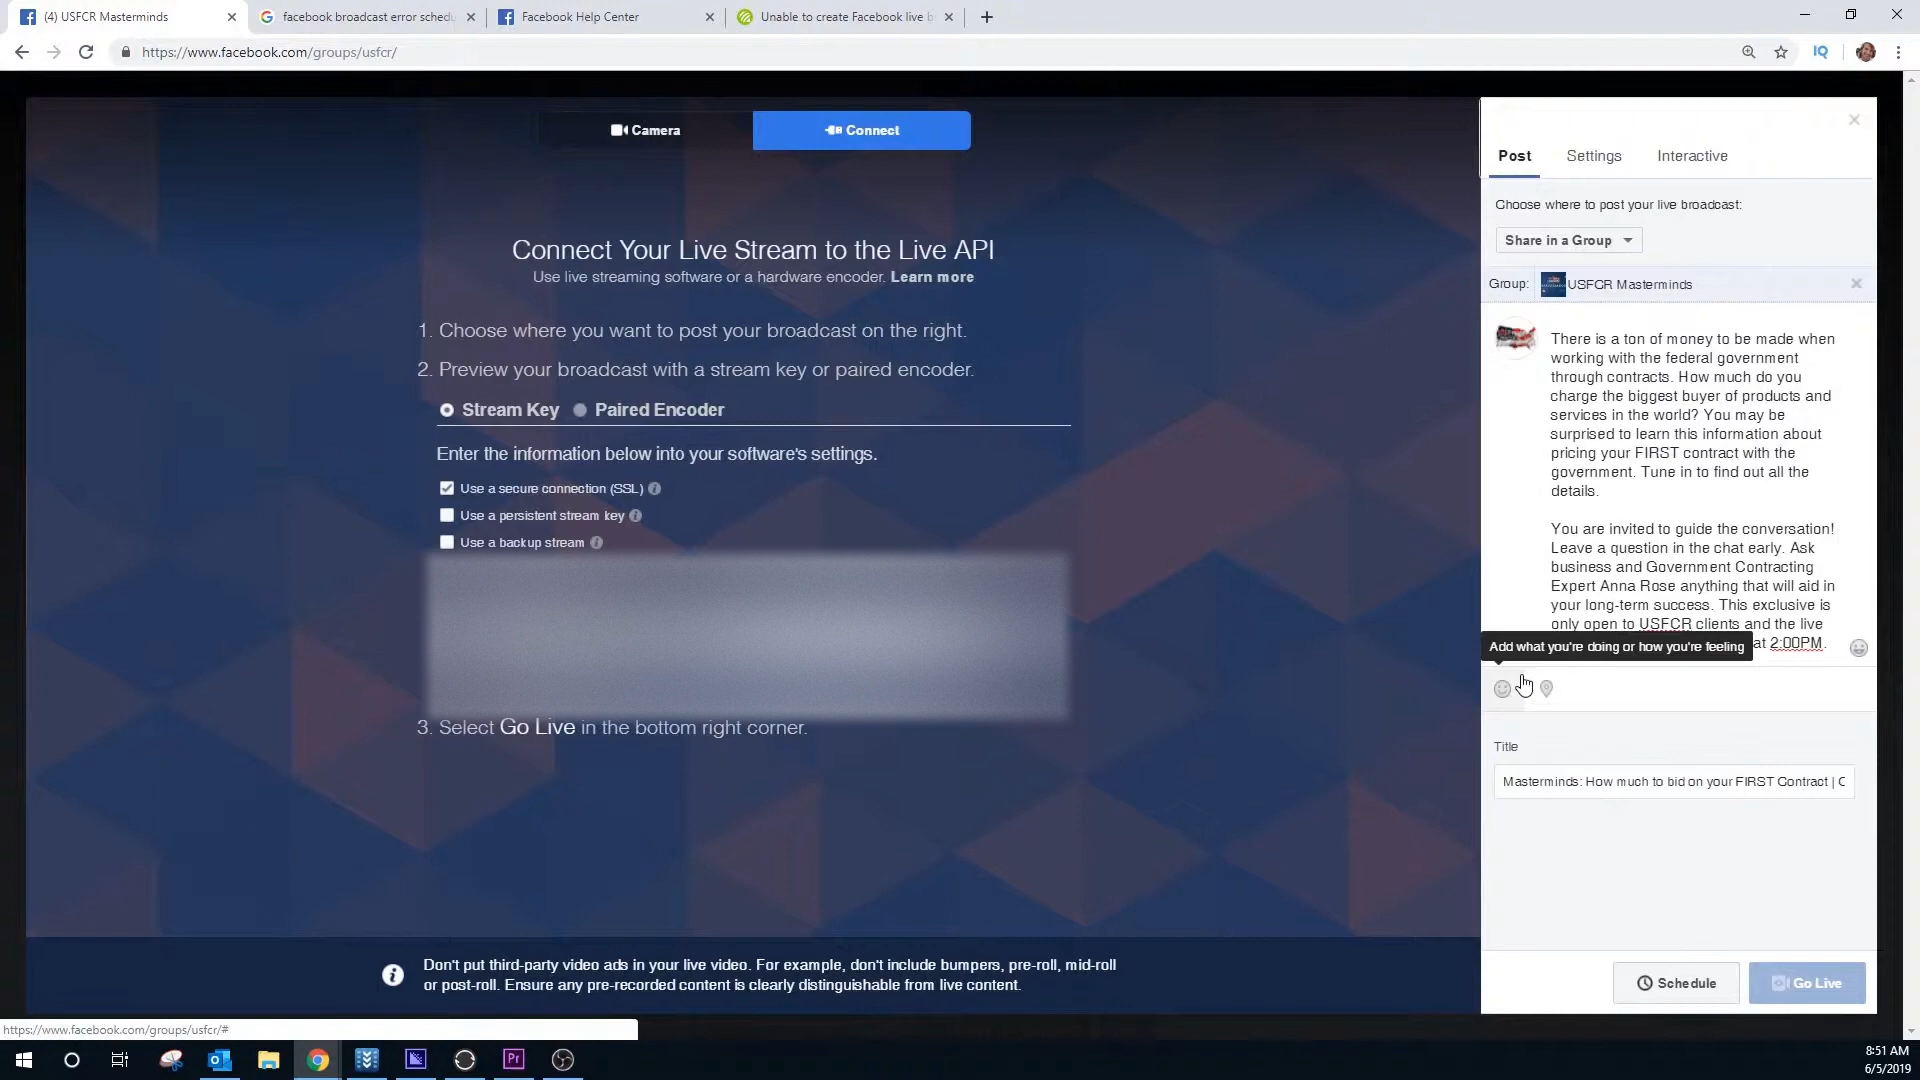 (4) USFCR Masterminds
facebook broadcast error schedu
Facebook Help Center
Unable to create Facebook live b
https://www.facebook.com/groups/usfcr/
IQ
Camera
Connect
Connect Your Live Stream to the Live API
Use live streaming software or a hardware encoder. Learn more
1. Choose where you want to post your broadcast on the right.
2. Preview your broadcast with a stream key or paired encoder.
Stream Key
Paired Encoder
Enter the information below into your software's settings.
Use a secure connection (SSL)
Use a persistent stream key
Use a backup stream
3. Select Go Live in the bottom right corner.
Don't put third-party video ads in your live video. For example, don't include bumpers, pre-roll, mid-roll
or post-roll. Ensure any pre-recorded content is clearly distinguishable from live content.
Post
Settings
Interactive
Choose where to post your live broadcast:
Share in a Group
Group:
USFCR Masterminds
There is a ton of money to be made when
working with the federal government
through contracts. How much do you
charge the biggest buyer of products and
services in the world? You may be
surprised to learn this information about
pricing your FIRST contract with the
government. Tune in to find out all the
details.
You are invited to guide the conversation!
Leave a question in the chat early. Ask
business and Government Contracting
Expert Anna Rose anything that will aid in
your long-term success. This exclusive is
only open to USFCR clients and the live
at 2:00PM.
Add what you're doing or how you're feeling
Title
Masterminds: How much to bid on your FIRST Contract | C
Schedule
Go Live
https://www.facebook.com/groups/usfcr/#
Pr
8:51 AM
6/5/2019